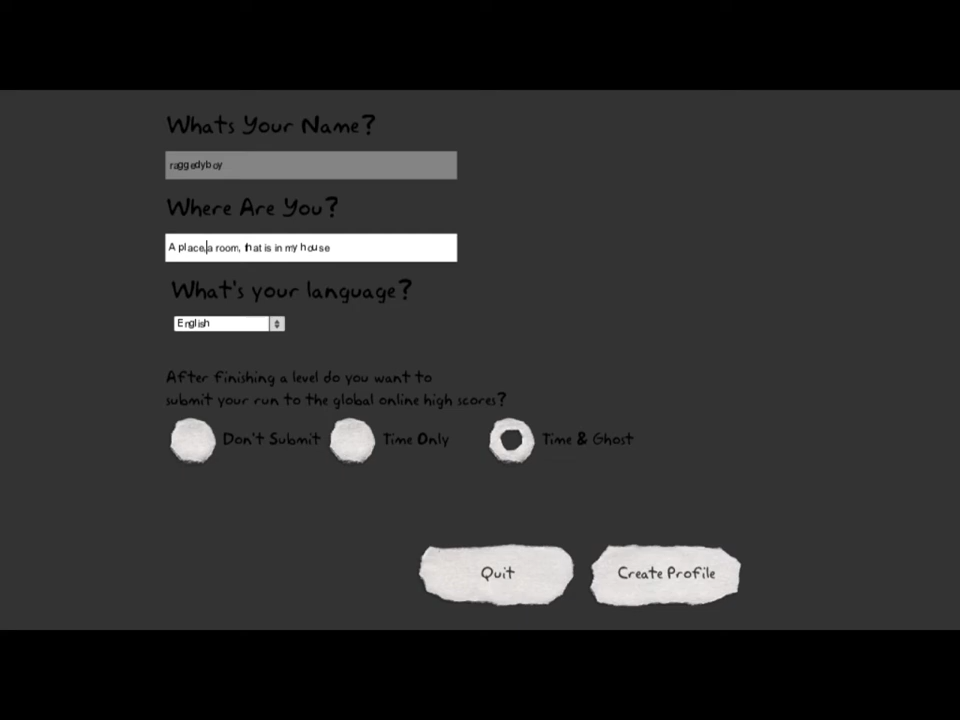 Whats Your Name?
raggedyboy
Where Are You?
A place,a room, that is in my house
What's your language?
English
After finishing a level do you want to
submit your run to the global online high scores?
Don't Submit Time Only Time & Ghost
Quit Create Profile